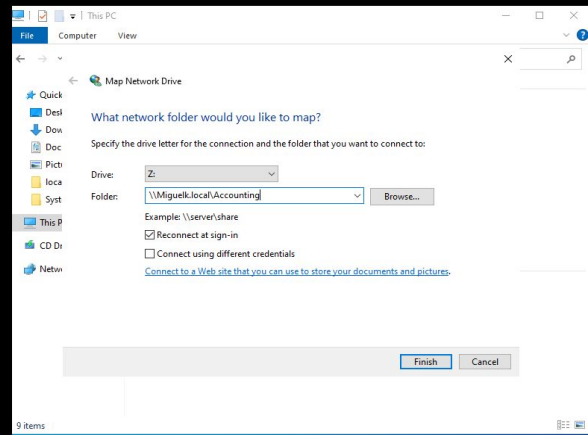 This PC
File Computer View
Map Network Drive
Quick
Desl
Dow
Doc
Pictu
loca
Syst
This P
CD Dr
Netwo
What network folder would you like to map?
Specify the drive letter for the connection and the folder that you want to connect to:
Drive: Z:
Folder: \\Miguelk.local\Accounting Browse...
Example: \\server\share
Reconnect at sign-in
Connect using different credentials
Connect to a Web site that you can use to store your documents and pictures.
Finish Cancel
9 items